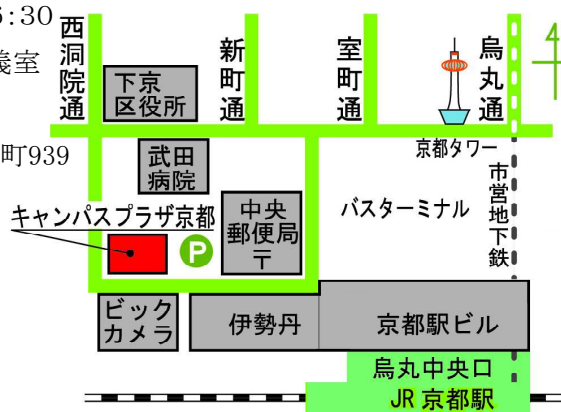 5:30
義室
町939
西洞院通
新町通
室町通
烏丸通
4
下京
区役所
京都タワー
武田
病院
市営地下鉄
キャンパスプラザ京都
中央
郵便局
〒
バスターミナル
P
ビック
カメラ
伊勢丹
京都駅ビル
烏丸中央口
JR 京都駅